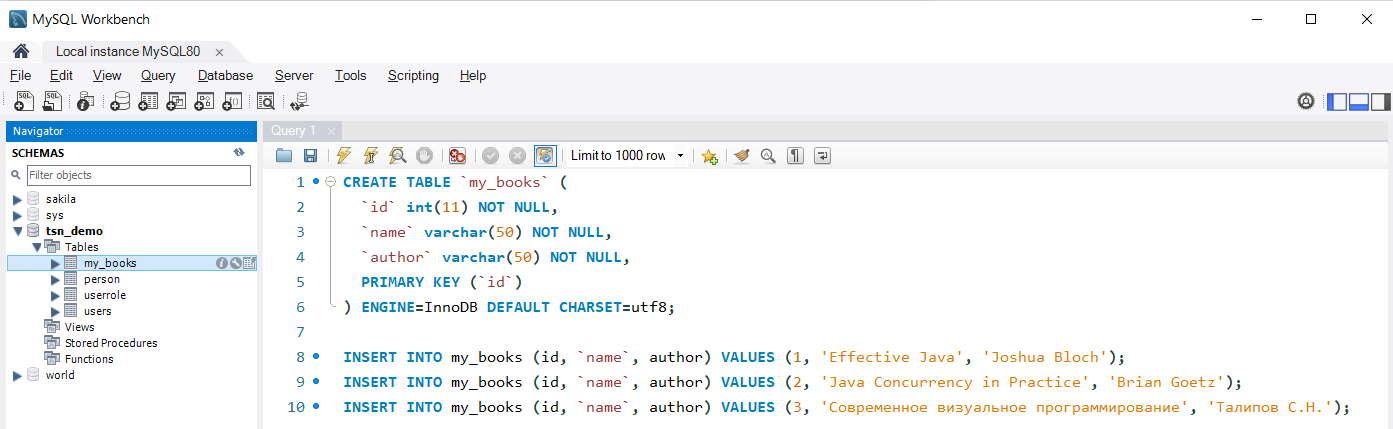 MySQL Workbench
Local instance MySQL80
File Edit View Query Database Server Tools Scripting Help
SQL SQL
Navigator
SCHEMAS
Filter objects
sakila
sys
tsn_demo
Tables
my_books
person
userrole
users
Views
Stored Procedures
Functions
world
Query 1
Limit to 1000 row
1 CREATE TABLE `my_books` (
2 `id` int(11) NOT NULL,
3 `name` varchar(50) NOT NULL,
4 `author` varchar(50) NOT NULL,
5 PRIMARY KEY (`id`)
6 ) ENGINE=InnoDB DEFAULT CHARSET=utf8;
7
8 INSERT INTO my_books (id, `name`, author) VALUES (1, 'Effective Java', 'Joshua Bloch');
9 INSERT INTO my_books (id, `name`, author) VALUES (2, 'Java Concurrency in Practice', 'Brian Goetz');
10 INSERT INTO my_books (id, `name`, author) VALUES (3, 'Современное визуальное программирование', 'Талипов С.Н.');